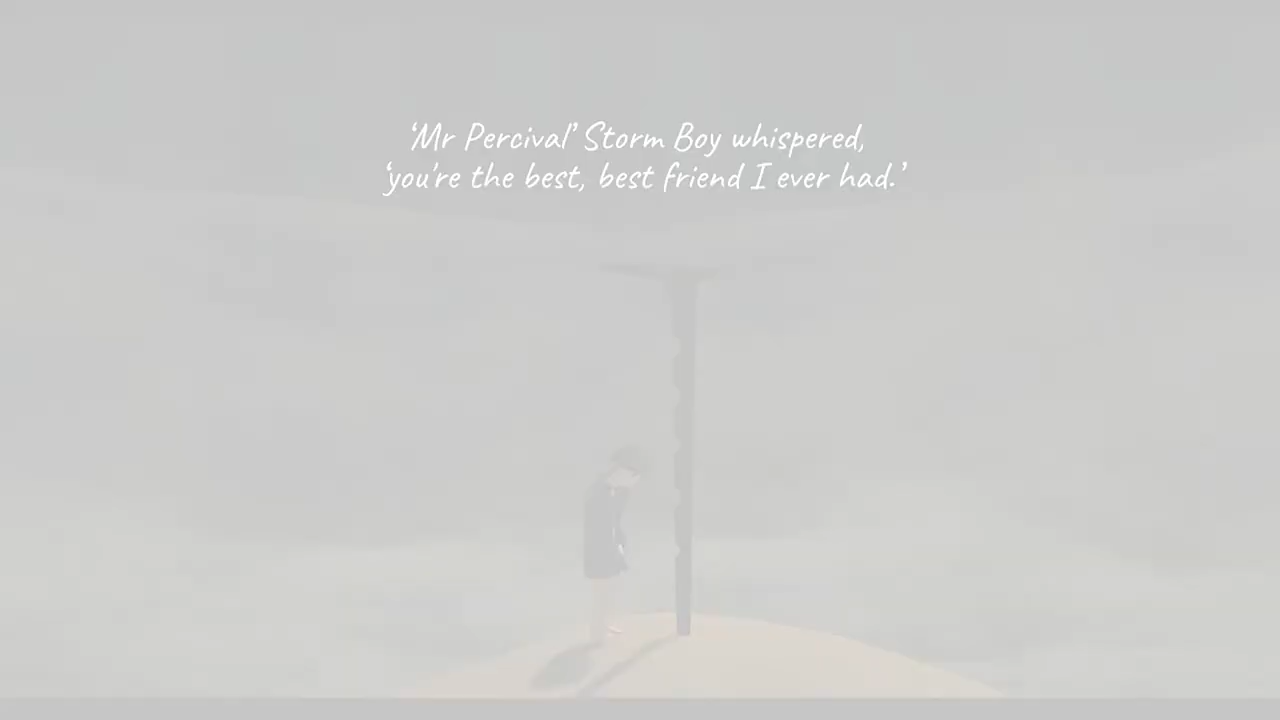 ‘Mr Percival’ Storm Boy whispered,
‘you're the best, best friend I ever had.’